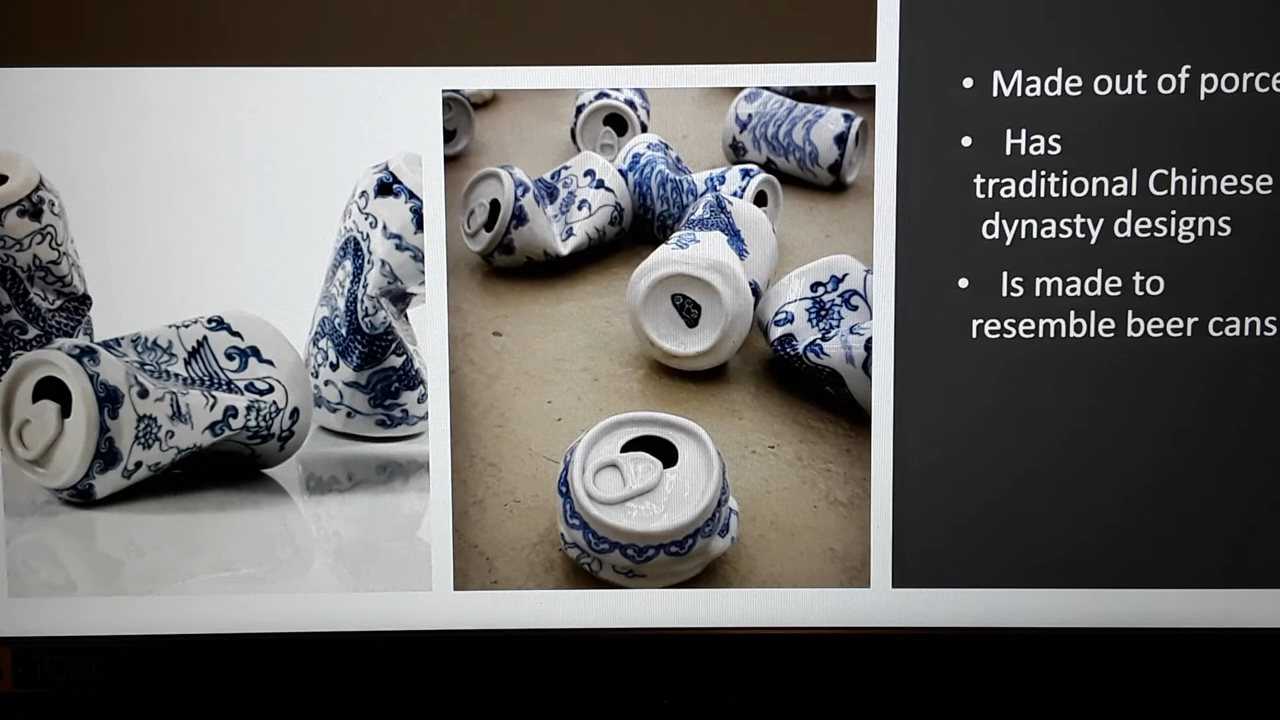 • Made out of porce
• Has
traditional Chinese
dynasty designs
• Is made to
resemble beer cans